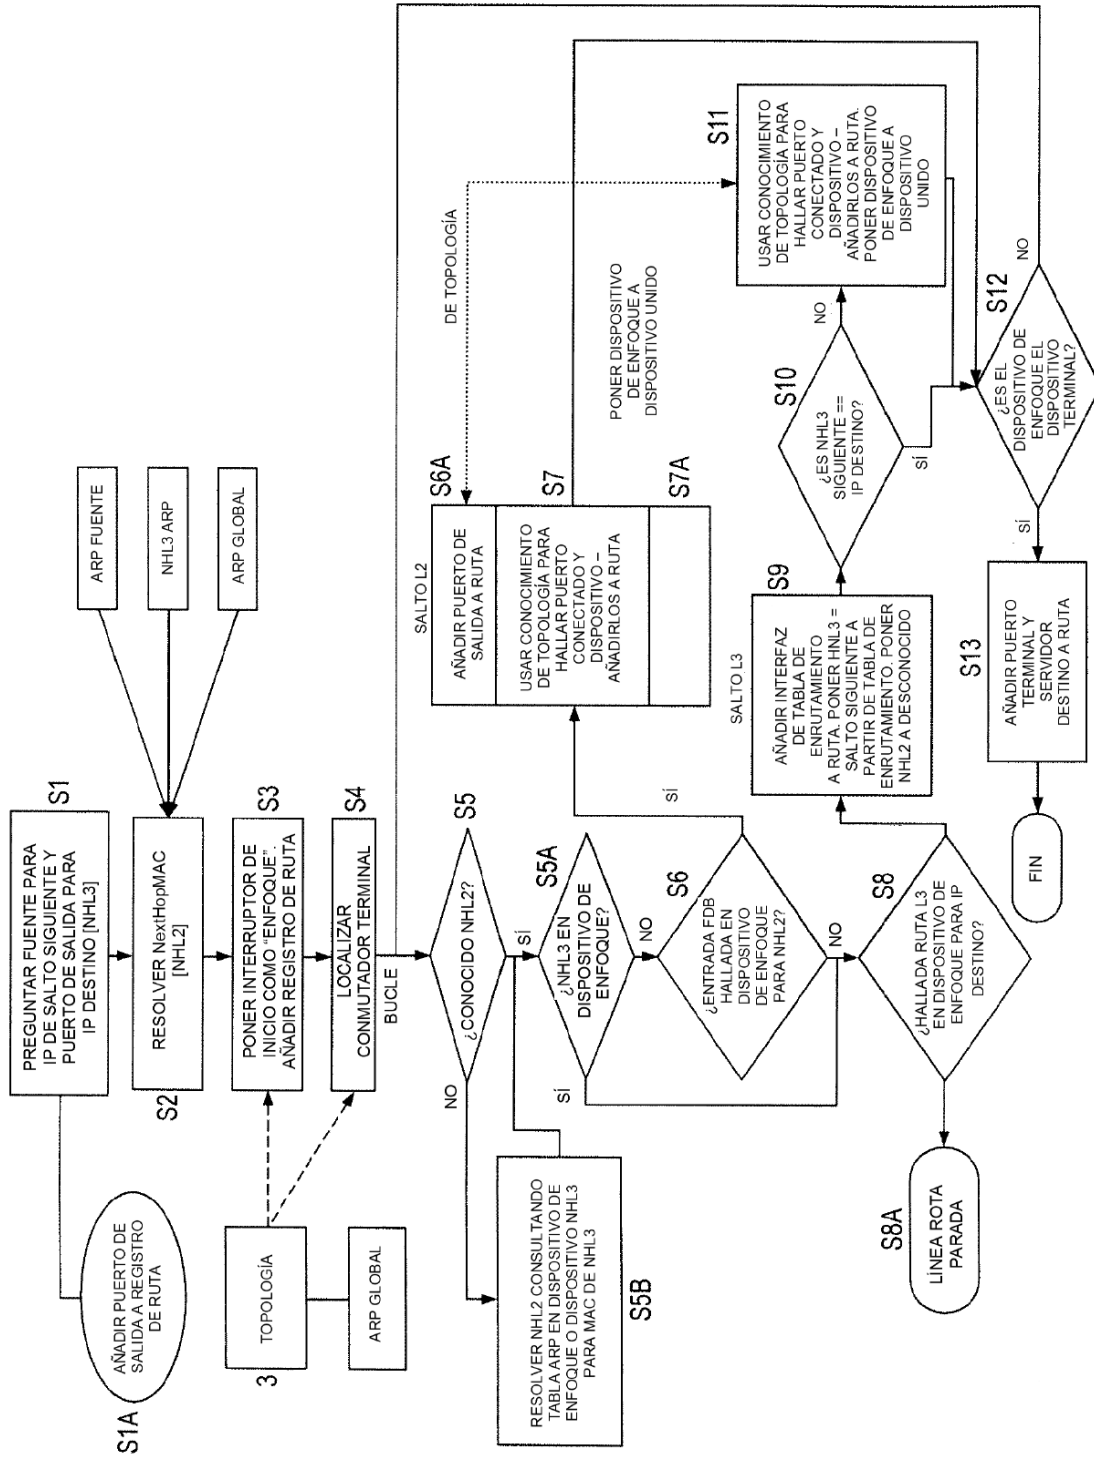 S1
PREGUNTAR FUENTE PARA
IP DE SALTO SIGUIENTE Y
PUERTO DE SALIDA PARA
IP DESTINO [NHL3]
S1A
AÑADIR PUERTO DE
SALIDA A REGISTRO
DE RUTA
S2
RESOLVER NextHopMAC
[NHL2]
ARP FUENTE
NHL3 ARP
ARP GLOBAL
S3
PONER INTERRUPTOR DE
INICIO COMO "ENFOQUE".
AÑADIR REGISTRO DE RUTA
3
TOPOLOGÍA
ARP GLOBAL
S4
LOCALIZAR
CONMUTADOR TERMINAL
BUCLE
S5
¿CONOCIDO NHL2?
NO
SÍ
S5B
RESOLVER NHL2 CONSULTANDO
TABLA ARP EN DISPOSITIVO DE
ENFOQUE O DISPOSITIVO NHL3
PARA MAC DE NHL3
S5A
¿NHL3 EN
DISPOSITIVO DE
ENFOQUE?
SÍ
NO
S6
¿ENTRADA FDB
HALLADA EN
DISPOSITIVO
DE ENFOQUE
PARA NHL2?
SÍ
NO
SALTO L2
S6A
AÑADIR PUERTO DE
SALIDA A RUTA
S7
USAR CONOCIMIENTO
DE TOPOLOGÍA PARA
HALLAR PUERTO
CONECTADO Y
DISPOSITIVO –
AÑADIRLOS A RUTA
S7A
PONER DISPOSITIVO
DE ENFOQUE A
DISPOSITIVO UNIDO
DE TOPOLOGÍA
S8
¿HALLADA RUTA L3
EN DISPOSITIVO DE
ENFOQUE PARA IP
DESTINO?
S8A
LÍNEA ROTA
PARADA
SALTO L3
S9
AÑADIR INTERFAZ
DE TABLA DE
ENRUTAMIENTO
A RUTA. PONER HNL3 =
SALTO SIGUIENTE A
PARTIR DE TABLA DE
ENRUTAMIENTO. PONER
NHL2 A DESCONOCIDO
S10
¿ES NHL3
SIGUIENTE ==
IP DESTINO?
NO
SÍ
S11
USAR CONOCIMIENTO
DE TOPOLOGÍA PARA
HALLAR PUERTO
CONECTADO Y
DISPOSITIVO –
AÑADIRLOS A RUTA.
PONER DISPOSITIVO
DE ENFOQUE A
DISPOSITIVO
UNIDO
S12
¿ES EL
DISPOSITIVO DE
ENFOQUE EL
DISPOSITIVO
TERMINAL?
NO
SÍ
S13
AÑADIR PUERTO
TERMINAL Y
SERVIDOR
DESTINO A RUTA
FIN